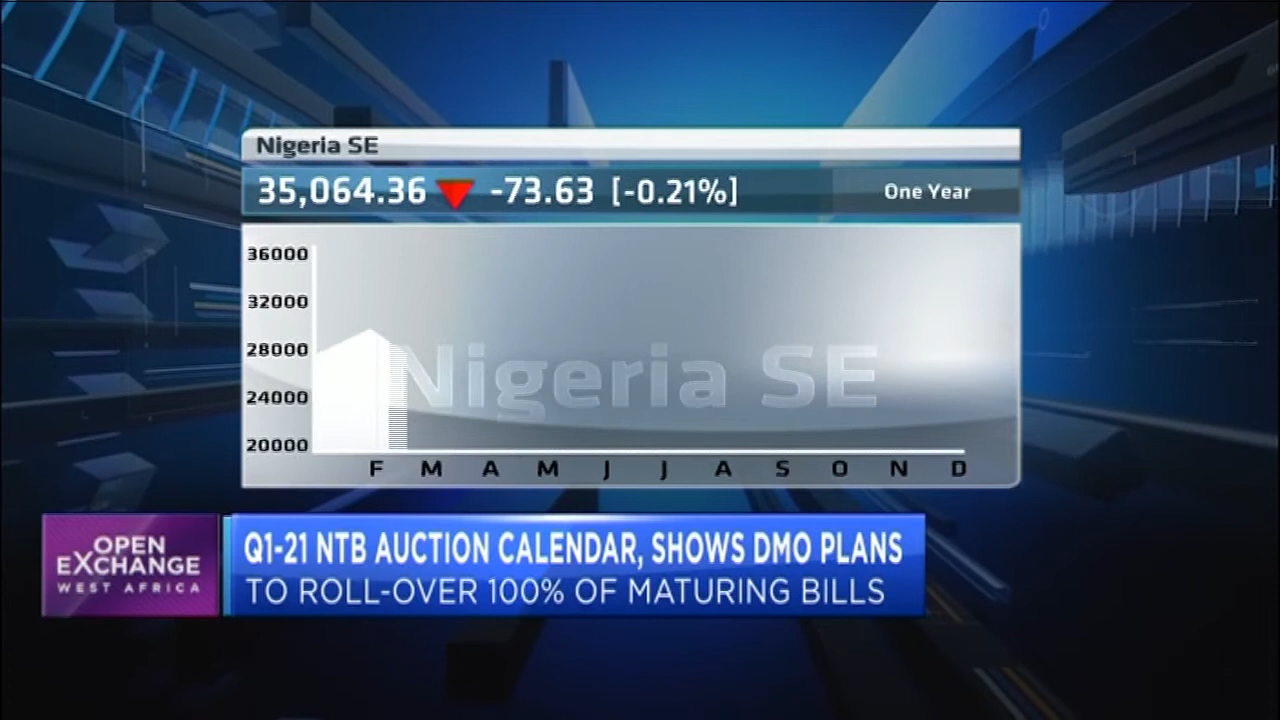 Nigeria SE
35,064.36 -73.63 [-0.21%] One Year
36000
32000
28000
24000
20000
Nigeria SE
F M A M J J A S O N D
OPEN
EXCHANGE
WEST AFRICA
Q1-21 NTB AUCTION CALENDAR, SHOWS DMO PLANS
TO ROLL-OVER 100% OF MATURING BILLS